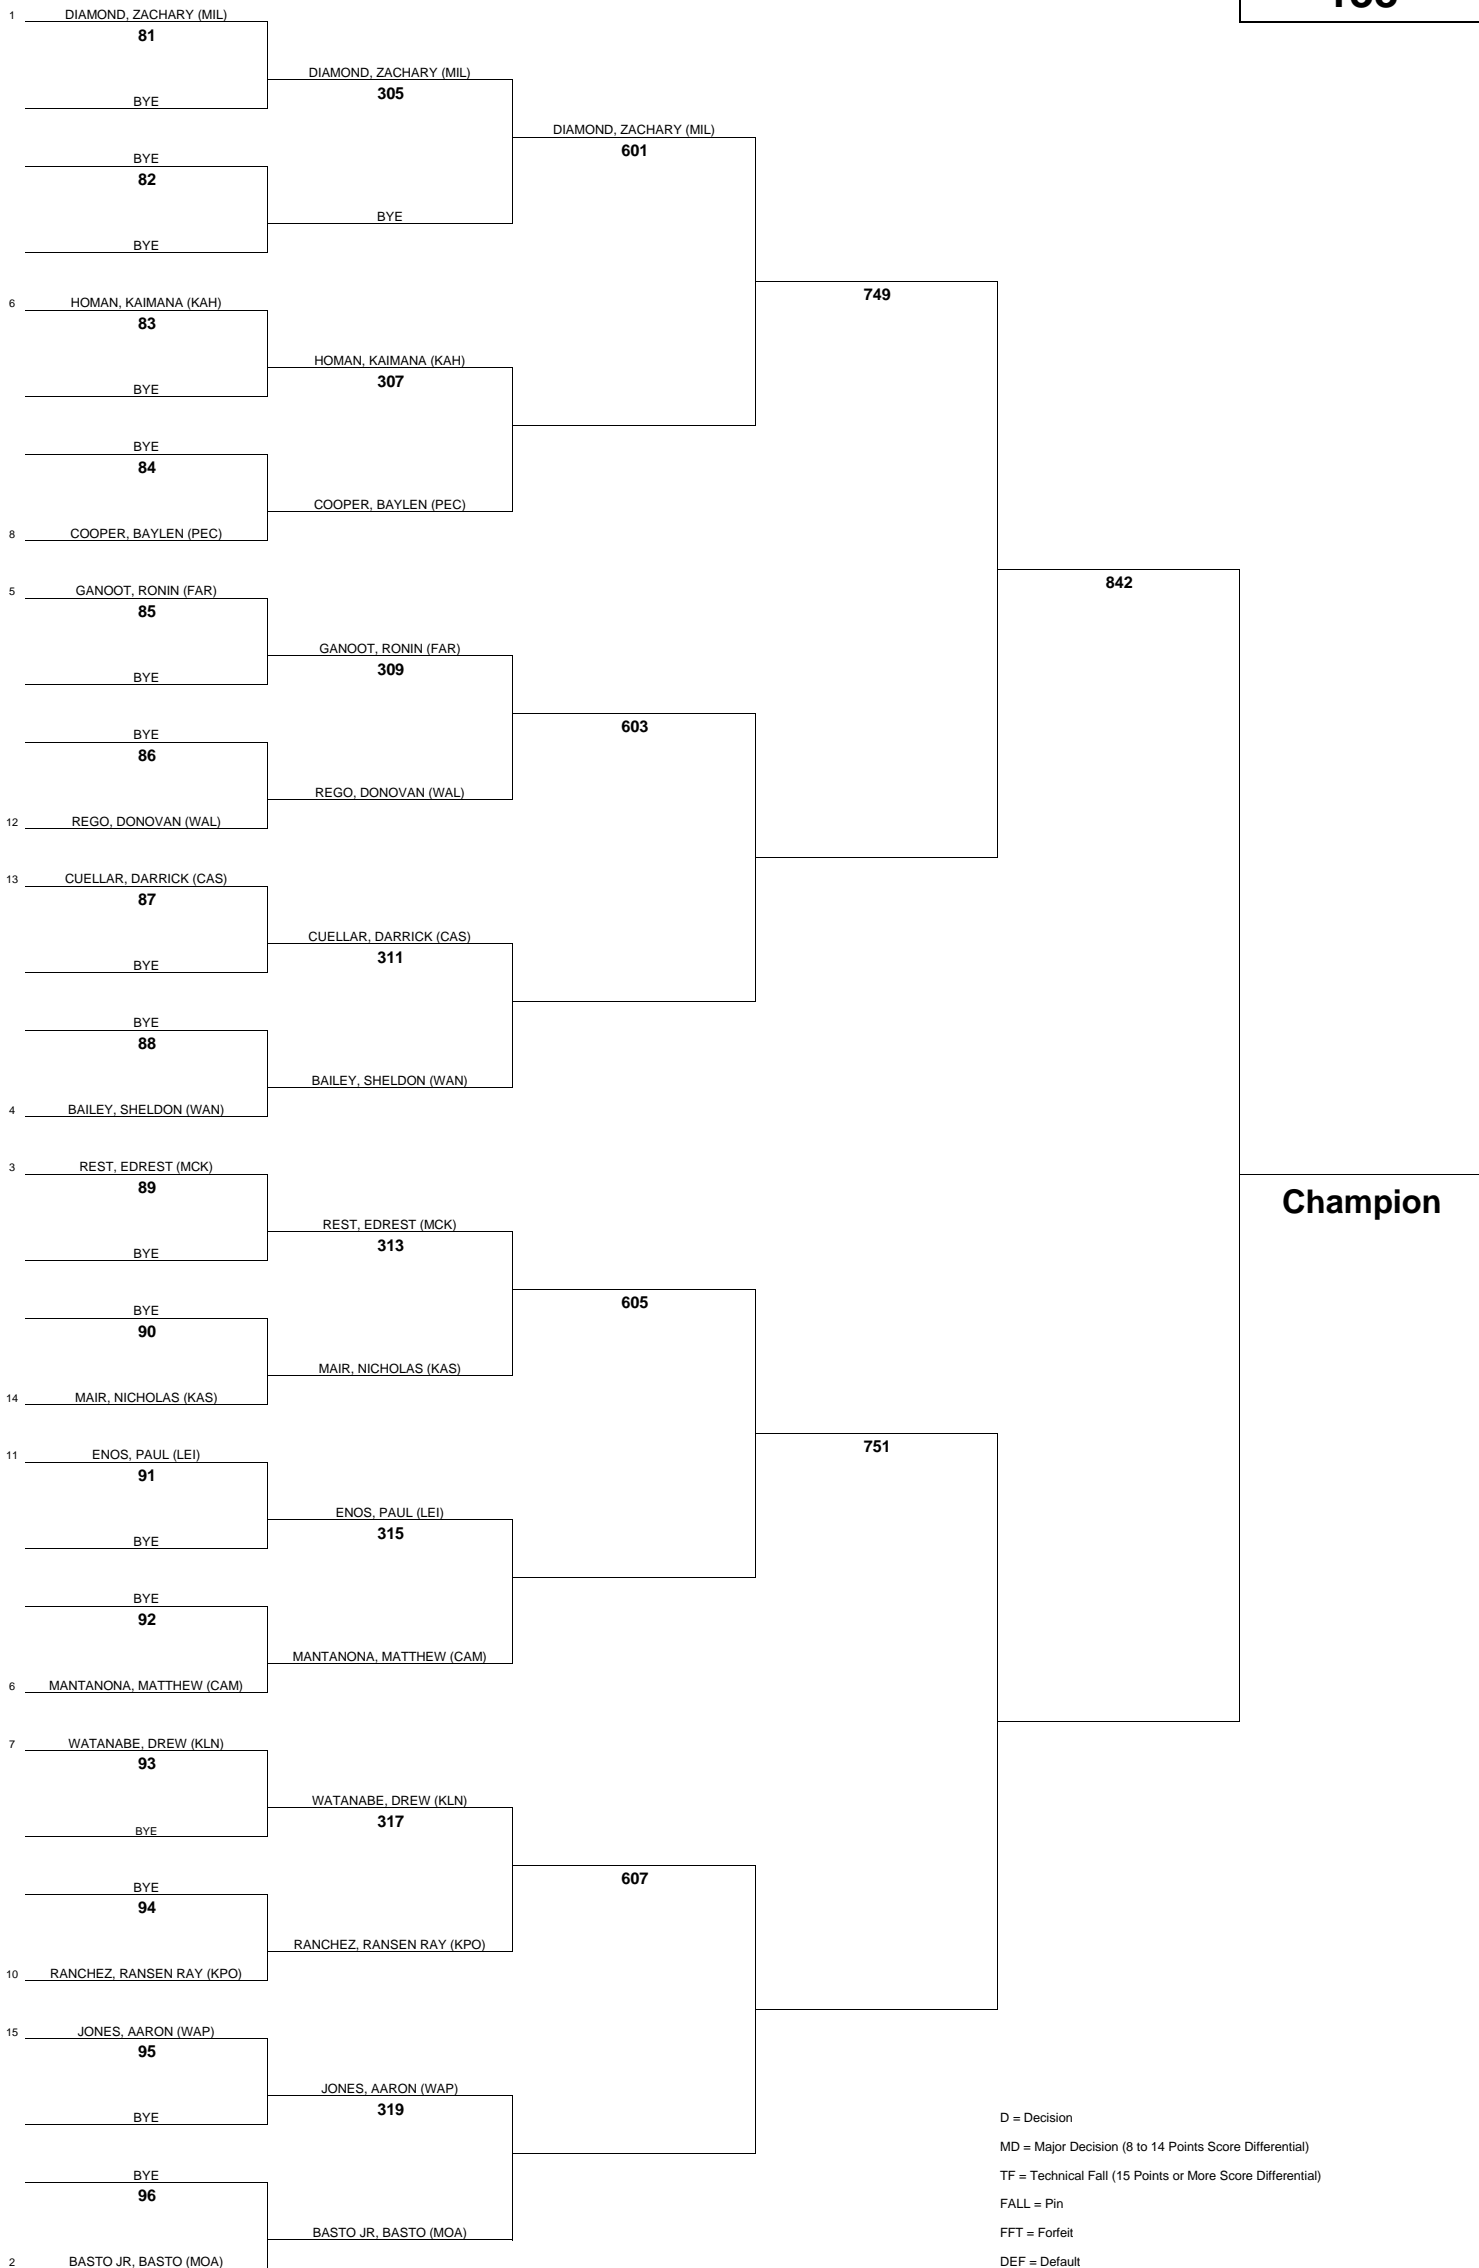 1 DIAMOND, ZACHARY (MIL)
81
BYE
BYE
82
BYE
6 HOMAN, KAIMANA (KAH)
83
BYE
BYE
84
8 COOPER, BAYLEN (PEC)
5 GANOOT, RONIN (FAR)
85
BYE
BYE
86
12 REGO, DONOVAN (WAL)
13 CUELLAR, DARRICK (CAS)
87
BYE
BYE
88
4 BAILEY, SHELDON (WAN)
3 REST, EDREST (MCK)
89
BYE
BYE
90
14 MAIR, NICHOLAS (KAS)
11 ENOS, PAUL (LEI)
91
BYE
BYE
92
6 MANTANONA, MATTHEW (CAM)
7 WATANABE, DREW (KLN)
93
BYE
BYE
94
10 RANCHEZ, RANSEN RAY (KPO)
15 JONES, AARON (WAP)
95
BYE
BYE
96
2 BASTO JR, BASTO (MOA)
DIAMOND, ZACHARY (MIL)
305
BYE
HOMAN, KAIMANA (KAH)
307
COOPER, BAYLEN (PEC)
GANOOT, RONIN (FAR)
309
REGO, DONOVAN (WAL)
CUELLAR, DARRICK (CAS)
311
BAILEY, SHELDON (WAN)
REST, EDREST (MCK)
313
MAIR, NICHOLAS (KAS)
ENOS, PAUL (LEI)
315
MANTANONA, MATTHEW (CAM)
WATANABE, DREW (KLN)
317
RANCHEZ, RANSEN RAY (KPO)
JONES, AARON (WAP)
319
BASTO JR, BASTO (MOA)
DIAMOND, ZACHARY (MIL)
601
603
605
607
749
751
842
Champion
D = Decision
MD = Major Decision (8 to 14 Points Score Differential)
TF = Technical Fall (15 Points or More Score Differential)
FALL = Pin
FFT = Forfeit
DEF = Default